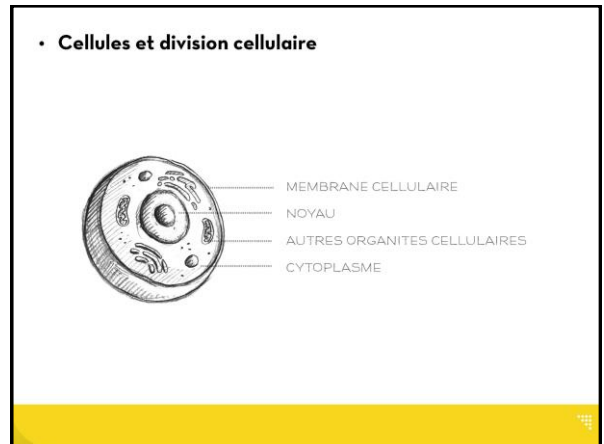 • Cellules et division cellulaire
MEMBRANE CELLULAIRE
NOYAU
AUTRES ORGANITES CELLULAIRES
CYTOPLASME